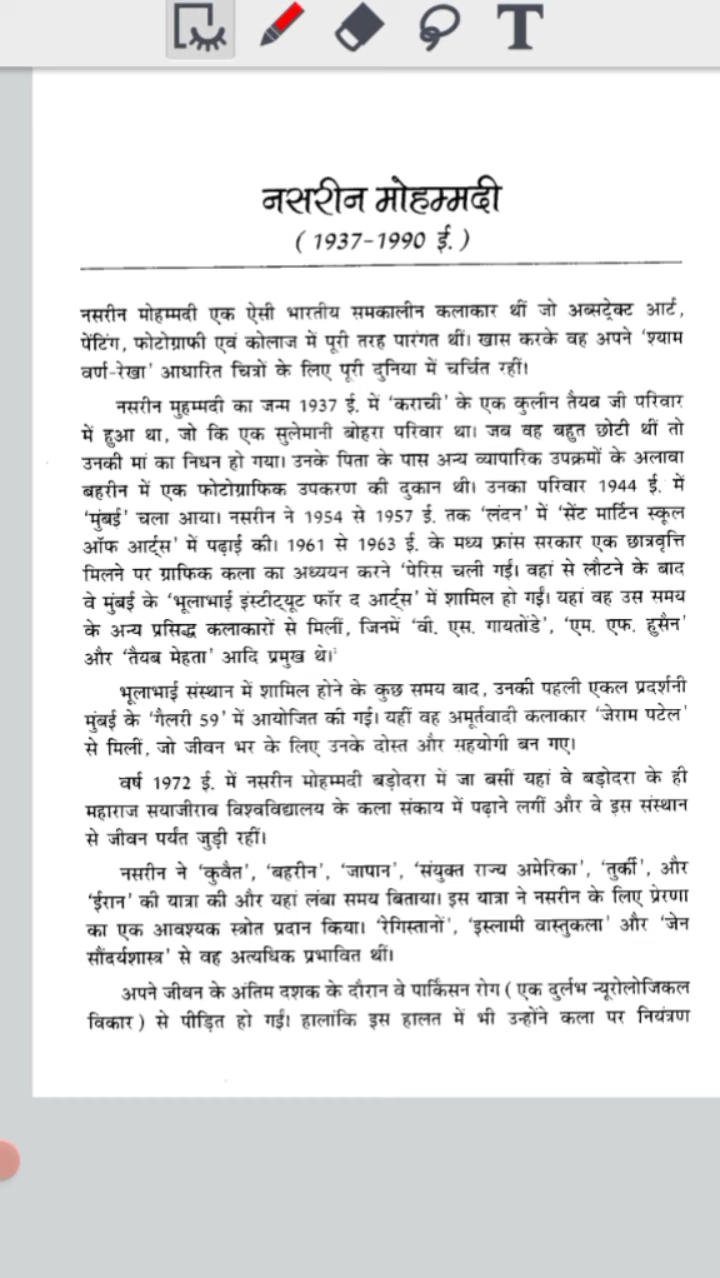 T
नसरीन मोहम्मदी
( 1937-1990 ई. )
नसरीन मोहम्मदी एक ऐसी भारतीय समकालीन कलाकार थीं जो अब्सट्रेक्ट आर्ट,
पेंटिंग, फोटोग्राफी एवं कोलाज में पूरी तरह पारंगत थीं। खास करके वह अपने ‘श्याम
वर्ण-रेखा’ आधारित चित्रों के लिए पूरी दुनिया में चर्चित रहीं।
नसरीन मुहम्मदी का जन्म 1937 ई. में ‘कराची’ के एक कुलीन तैयब जी परिवार
में हुआ था, जो कि एक सुलेमानी बोहरा परिवार था। जब वह बहुत छोटी थीं तो
उनकी मां का निधन हो गया। उनके पिता के पास अन्य व्यापारिक उपक्रमों के अलावा
बहरीन में एक फोटोग्राफिक उपकरण की दुकान थी। उनका परिवार 1944 ई. में
‘मुंबई’ चला आया। नसरीन ने 1954 से 1957 ई. तक ‘लंदन’ में ‘सेंट मार्टिन स्कूल
ऑफ आर्ट्स’ में पढ़ाई की। 1961 से 1963 ई. के मध्य फ्रांस सरकार एक छात्रवृत्ति
मिलने पर ग्राफिक कला का अध्ययन करने ‘पेरिस चली गई। वहां से लौटने के बाद
वे मुंबई के ‘भूलाभाई इंस्टीट्यूट फॉर द आर्ट्स’ में शामिल हो गईं। यहां वह उस समय
के अन्य प्रसिद्ध कलाकारों से मिलीं, जिनमें ‘वी. एस. गायतोंडे’, ‘एम. एफ. हुसैन’
और ‘तैयब मेहता’ आदि प्रमुख थे।
भूलाभाई संस्थान में शामिल होने के कुछ समय बाद, उनकी पहली एकल प्रदर्शनी
मुंबई के ‘गैलरी 59’ में आयोजित की गई। यहीं वह अमूर्तवादी कलाकार ‘जेराम पटेल’
से मिलीं, जो जीवन भर के लिए उनके दोस्त और सहयोगी बन गए।
वर्ष 1972 ई. में नसरीन मोहम्मदी बड़ोदरा में जा बसीं यहां वे बड़ोदरा के ही
महाराज सयाजीराव विश्वविद्यालय के कला संकाय में पढ़ाने लगीं और वे इस संस्थान
से जीवन पर्यंत जुड़ी रहीं।
नसरीन ने ‘कुवैत’, ‘बहरीन’, ‘जापान’, ‘संयुक्त राज्य अमेरिका’, ‘तुर्की’, और
‘ईरान’ की यात्रा की और यहां लंबा समय बिताया। इस यात्रा ने नसरीन के लिए प्रेरणा
का एक आवश्यक स्त्रोत प्रदान किया। ‘रेगिस्तानों’, ‘इस्लामी वास्तुकला’ और ‘जेन
सौंदर्यशास्त्र’ से वह अत्यधिक प्रभावित थीं।
अपने जीवन के अंतिम दशक के दौरान वे पार्किंसन रोग ( एक दुर्लभ न्यूरोलोजिकल
विकार ) से पीड़ित हो गईं। हालांकि इस हालत में भी उन्होंने कला पर नियंत्रण